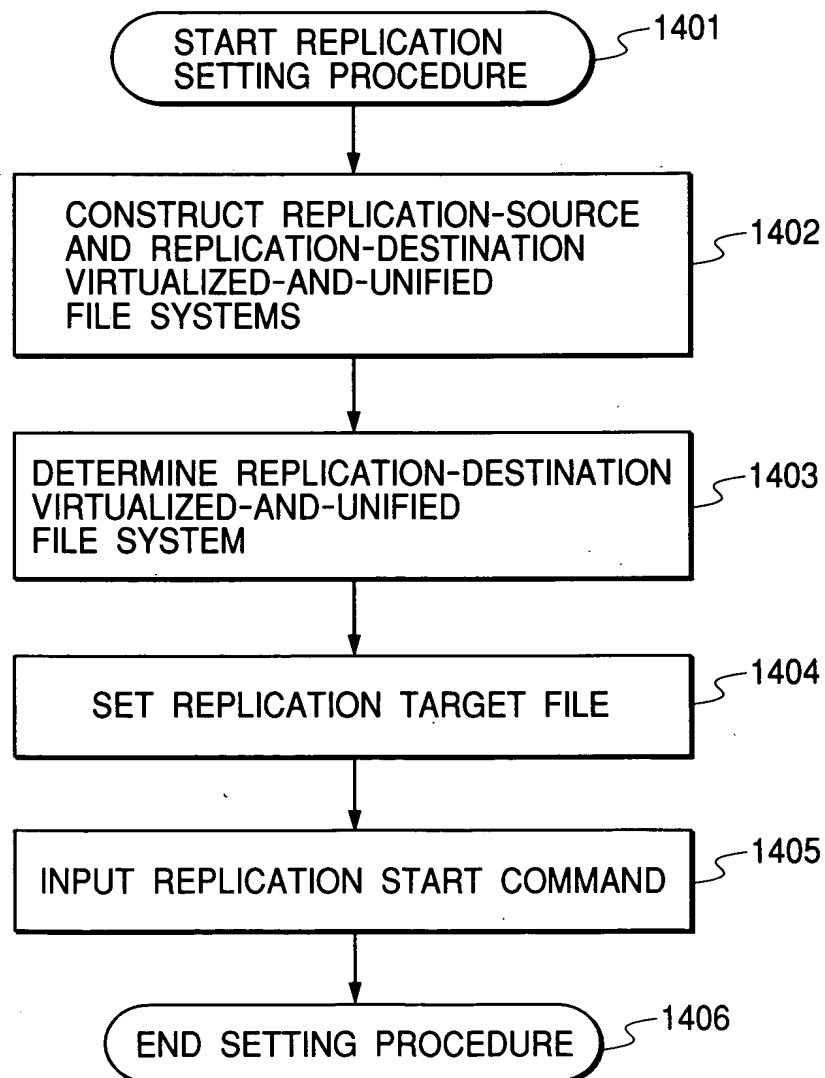 START REPLICATION
SETTING PROCEDURE
1401
CONSTRUCT REPLICATION-SOURCE
AND REPLICATION-DESTINATION
VIRTUALIZED-AND-UNIFIED
FILE SYSTEMS
1402
DETERMINE REPLICATION-DESTINATION
VIRTUALIZED-AND-UNIFIED
FILE SYSTEM
1403
SET REPLICATION TARGET FILE
1404
INPUT REPLICATION START COMMAND
1405
END SETTING PROCEDURE
1406